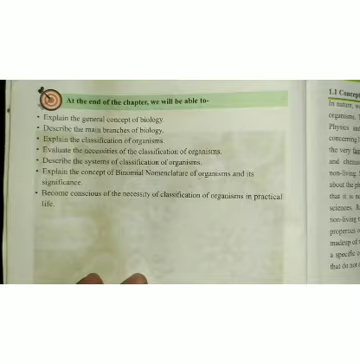 At the end of the chapter, we will be able to-
• Explain the general concept of biology.
• Describe the main branches of biology.
• Explain the classification of organisms.
• Evaluate the necessities of the classification of organisms.
• Describe the systems of classification of organisms.
• Explain the concept of Binomial Nomenclature of organisms and its
significance.
• Become conscious of the necessity of classification of organisms in practical
life.
1.1 Concept
In nature, we
organisms.
Physics and
concerning
the very
and
non-living.
about the
that it is
sciences.
non-living
properties
makeup of
a specific
that do not